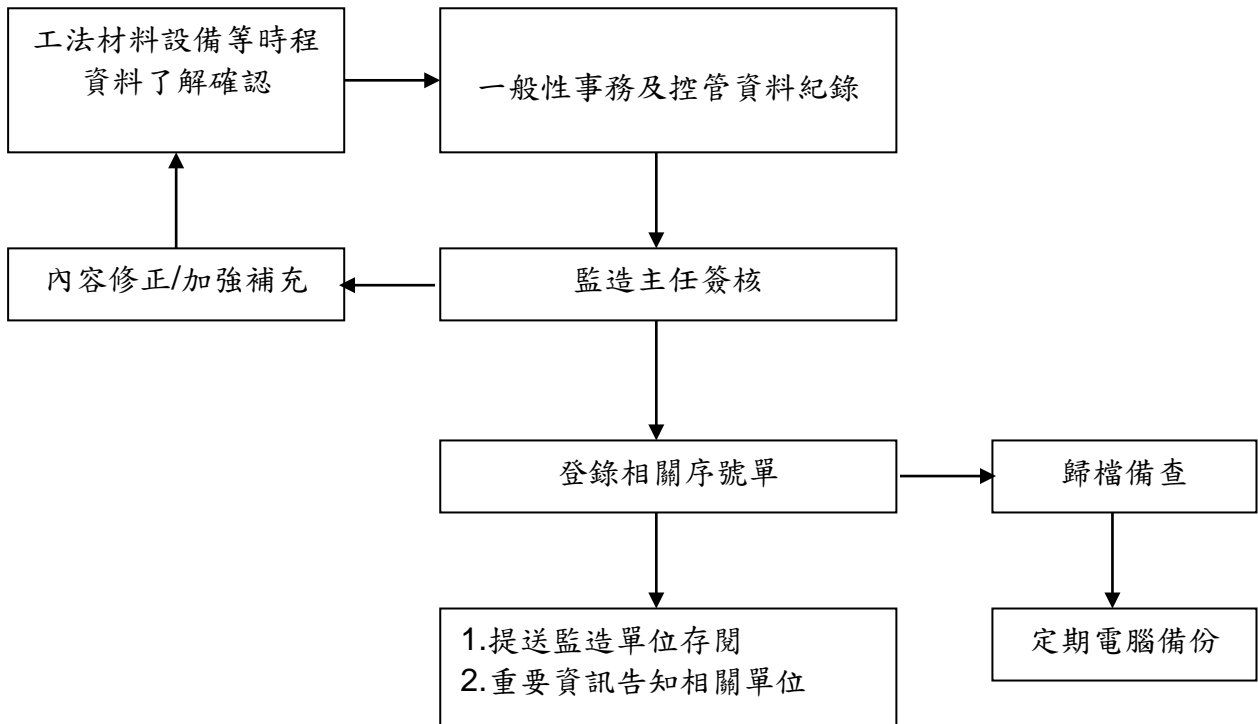 工法材料設備等時程
資料了解確認
一般性事務及控管資料紀錄
內容修正/加強補充
監造主任簽核
登錄相關序號單
歸檔備查
1.提送監造單位存閱
2.重要資訊告知相關單位
定期電腦備份